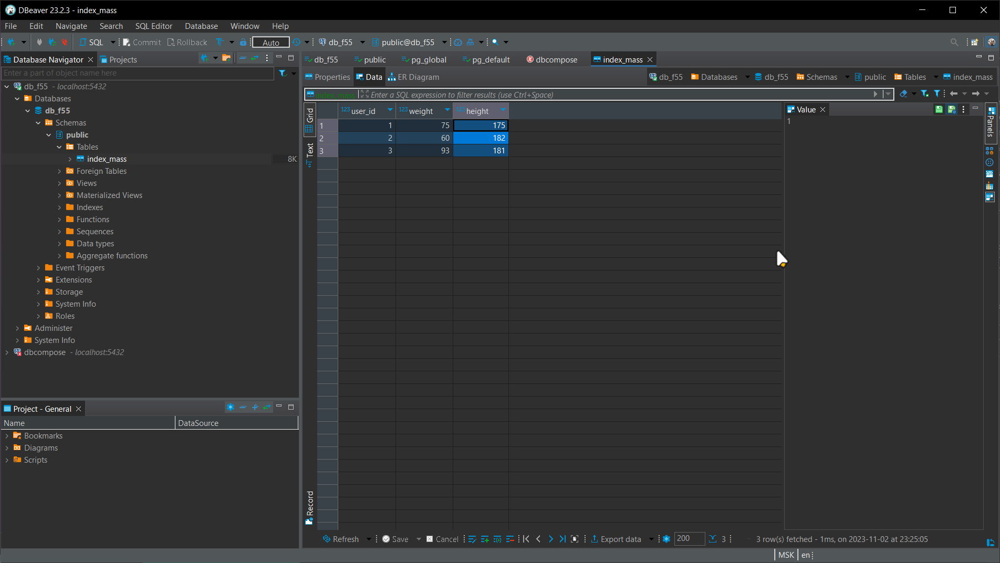 DBeaver 23.2.3 - index_mass
File Edit Navigate Search SQL Editor Database Window Help
SQL Commit Rollback Auto db_f55 public@db_f55
Database Navigator Projects
Enter a part of object name here
db_f55 - localhost:5432
Databases
db_f55
Schemas
public
Tables
index_mass 8K
Foreign Tables
Views
Materialized Views
Indexes
Functions
Sequences
Data types
Aggregate functions
Event Triggers
Extensions
Storage
System Info
Roles
Administer
System Info
dbcompose - localhost:5432
Project - General
Name DataSource
Bookmarks
Diagrams
Scripts
db_f55 public pg_global pg_default dbcompose index_mass
Properties Data ER Diagram db_f55 Databases db_f55 Schemas public Tables index_mass
index_mass Enter a SQL expression to filter results (use Ctrl+Space)
Grid
Text
Record
123 user_id 123 weight 123 height
1 1 75 175
2 2 60 182
3 3 93 181
Value
1
Panels
Refresh Save Cancel Export data 200 3 3 row(s) fetched - 1ms, on 2023-11-02 at 23:25:05
MSK en